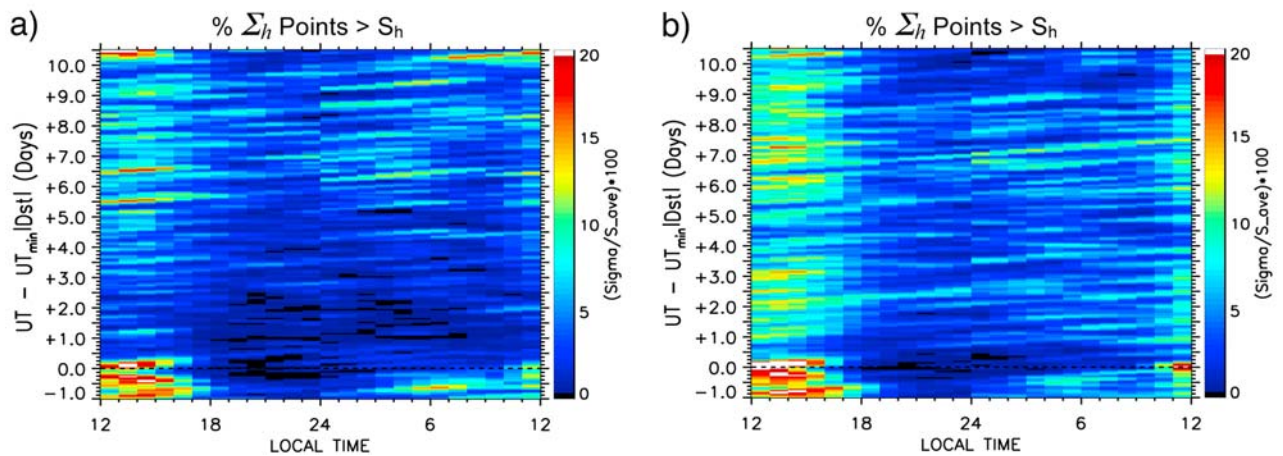 a)
% Σh Points > Sh
UT − UTmin|Dst| (Days)
10.0
+9.0
+8.0
+7.0
+6.0
+5.0
+4.0
+3.0
+2.0
+1.0
0.0
−1.0
12 18 24 6 12
LOCAL TIME
20
15
10
5
0
(Sigma/S_ave)•100
b)
% Σh Points > Sh
UT − UTmin|Dst| (Days)
10.0
+9.0
+8.0
+7.0
+6.0
+5.0
+4.0
+3.0
+2.0
+1.0
0.0
−1.0
12 18 24 6 12
LOCAL TIME
20
15
10
5
0
(Sigma/S_ave)•100